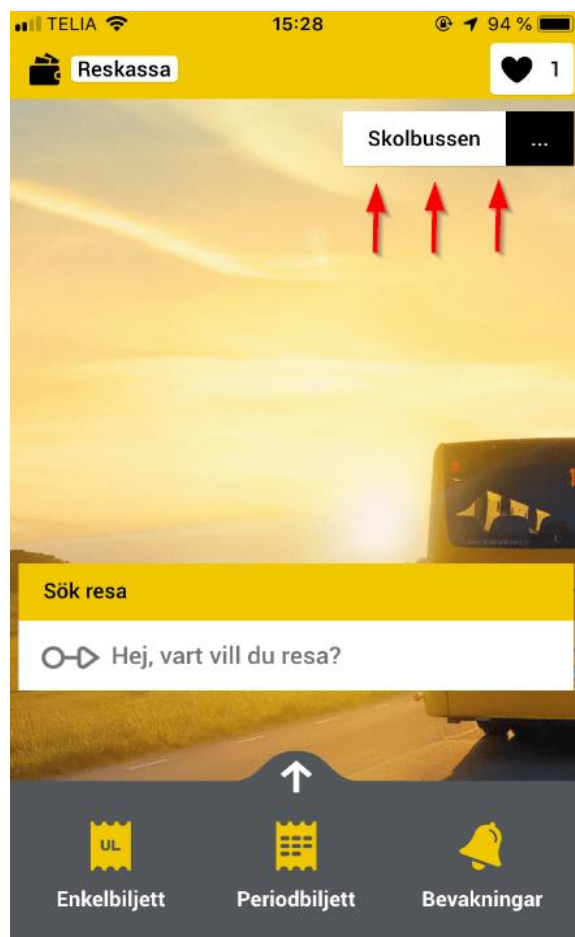 TELIA 15:28 94 %
Reskassa 1
Skolbussen ...
Sök resa
Hej, vart vill du resa?
UL
Enkelbiljett Periodbiljett Bevakningar